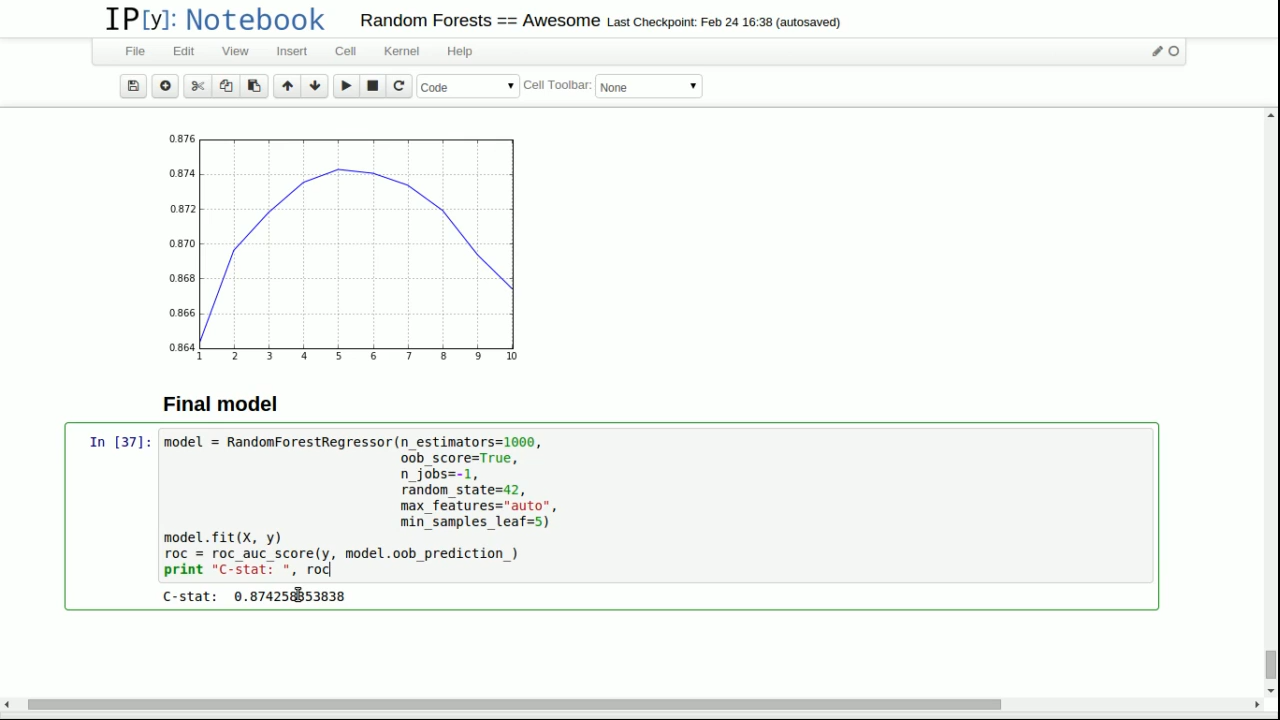 IP[y]: Notebook Random Forests == Awesome Last Checkpoint: Feb 24 16:38 (autosaved)
File Edit View Insert Cell Kernel Help
Code Cell Toolbar: None
0.876
0.874
0.872
0.870
0.868
0.866
0.864
1 2 3 4 5 6 7 8 9 10
Final model
In [37]: model = RandomForestRegressor(n_estimators=1000,
oob_score=True,
n_jobs=-1,
random_state=42,
max_features="auto",
min_samples_leaf=5)
model.fit(X, y)
roc = roc_auc_score(y, model.oob_prediction_)
print "C-stat: ", roc
C-stat: